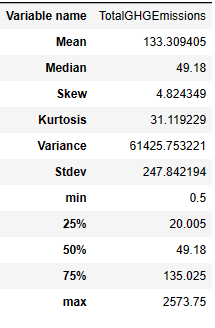 Variable name TotalGHGEmissions
Mean 133.309405
Median 49.18
Skew 4.824349
Kurtosis 31.119229
Variance 61425.753221
Stdev 247.842194
min 0.5
25% 20.005
50% 49.18
75% 135.025
max 2573.75